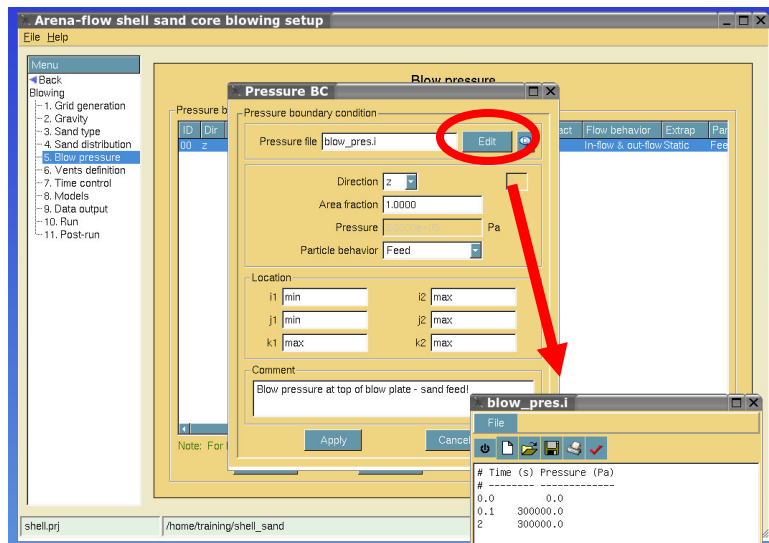 Arena-flow shell sand core blowing setup
File Help
Menu
Back
Blowing
1. Grid generation
2. Gravity
3. Sand type
4. Sand distribution
5. Blow pressure
6. Vents definition
7. Time control
8. Models
9. Data output
10. Run
11. Post-run
Blow pressure
Pressure b
ID Dir act Flow behavior Extrap Par
00 z In-flow & out-flow Static Fee
Note: For
Pressure BC
Pressure boundary condition
Pressure file blow_pres.i Edit
Direction z
Area fraction 1.0000
Pressure Pa
Particle behavior Feed
Location
i1 min i2 max
j1 min j2 max
k1 max k2 max
Comment
Blow pressure at top of blow plate - sand feed!
Apply Cancel
blow_pres.i
File
# Time (s) Pressure (Pa)
# -------- -------------
0.0 0.0
0.1 300000.0
2 300000.0
shell.prj /home/training/shell_sand